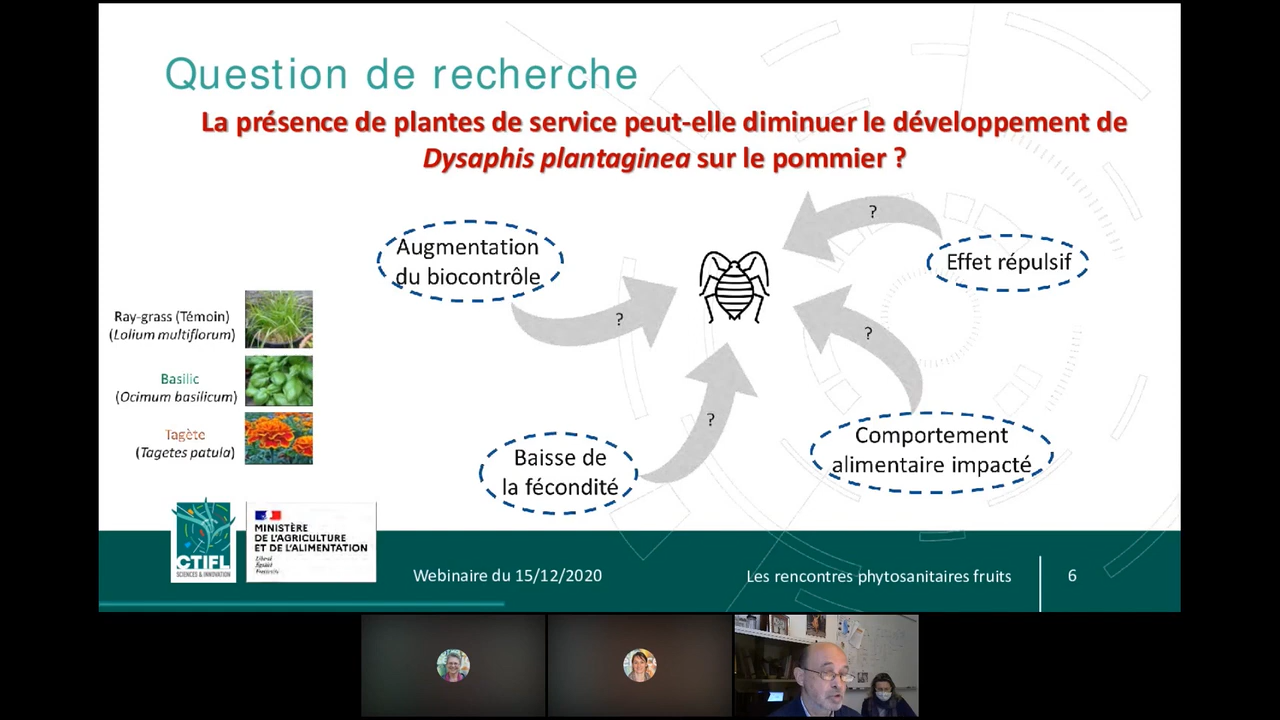 Question de recherche
La présence de plantes de service peut-elle diminuer le développement de
Dysaphis plantaginea sur le pommier ?
?
Augmentation
du biocontrôle
Effet répulsif
?
?
Ray-grass (Témoin)
(Lolium multiflorum)
Basilic
(Ocimum basilicum)
Tagète
(Tagetes patula)
?
Baisse de
la fécondité
Comportement
alimentaire impacté
CTIFL
SCIENCES & INNOVATION
MINISTÈRE
DE L'AGRICULTURE
ET DE L'ALIMENTATION
Liberté
Égalité
Fraternité
Webinaire du 15/12/2020
Les rencontres phytosanitaires fruits
6